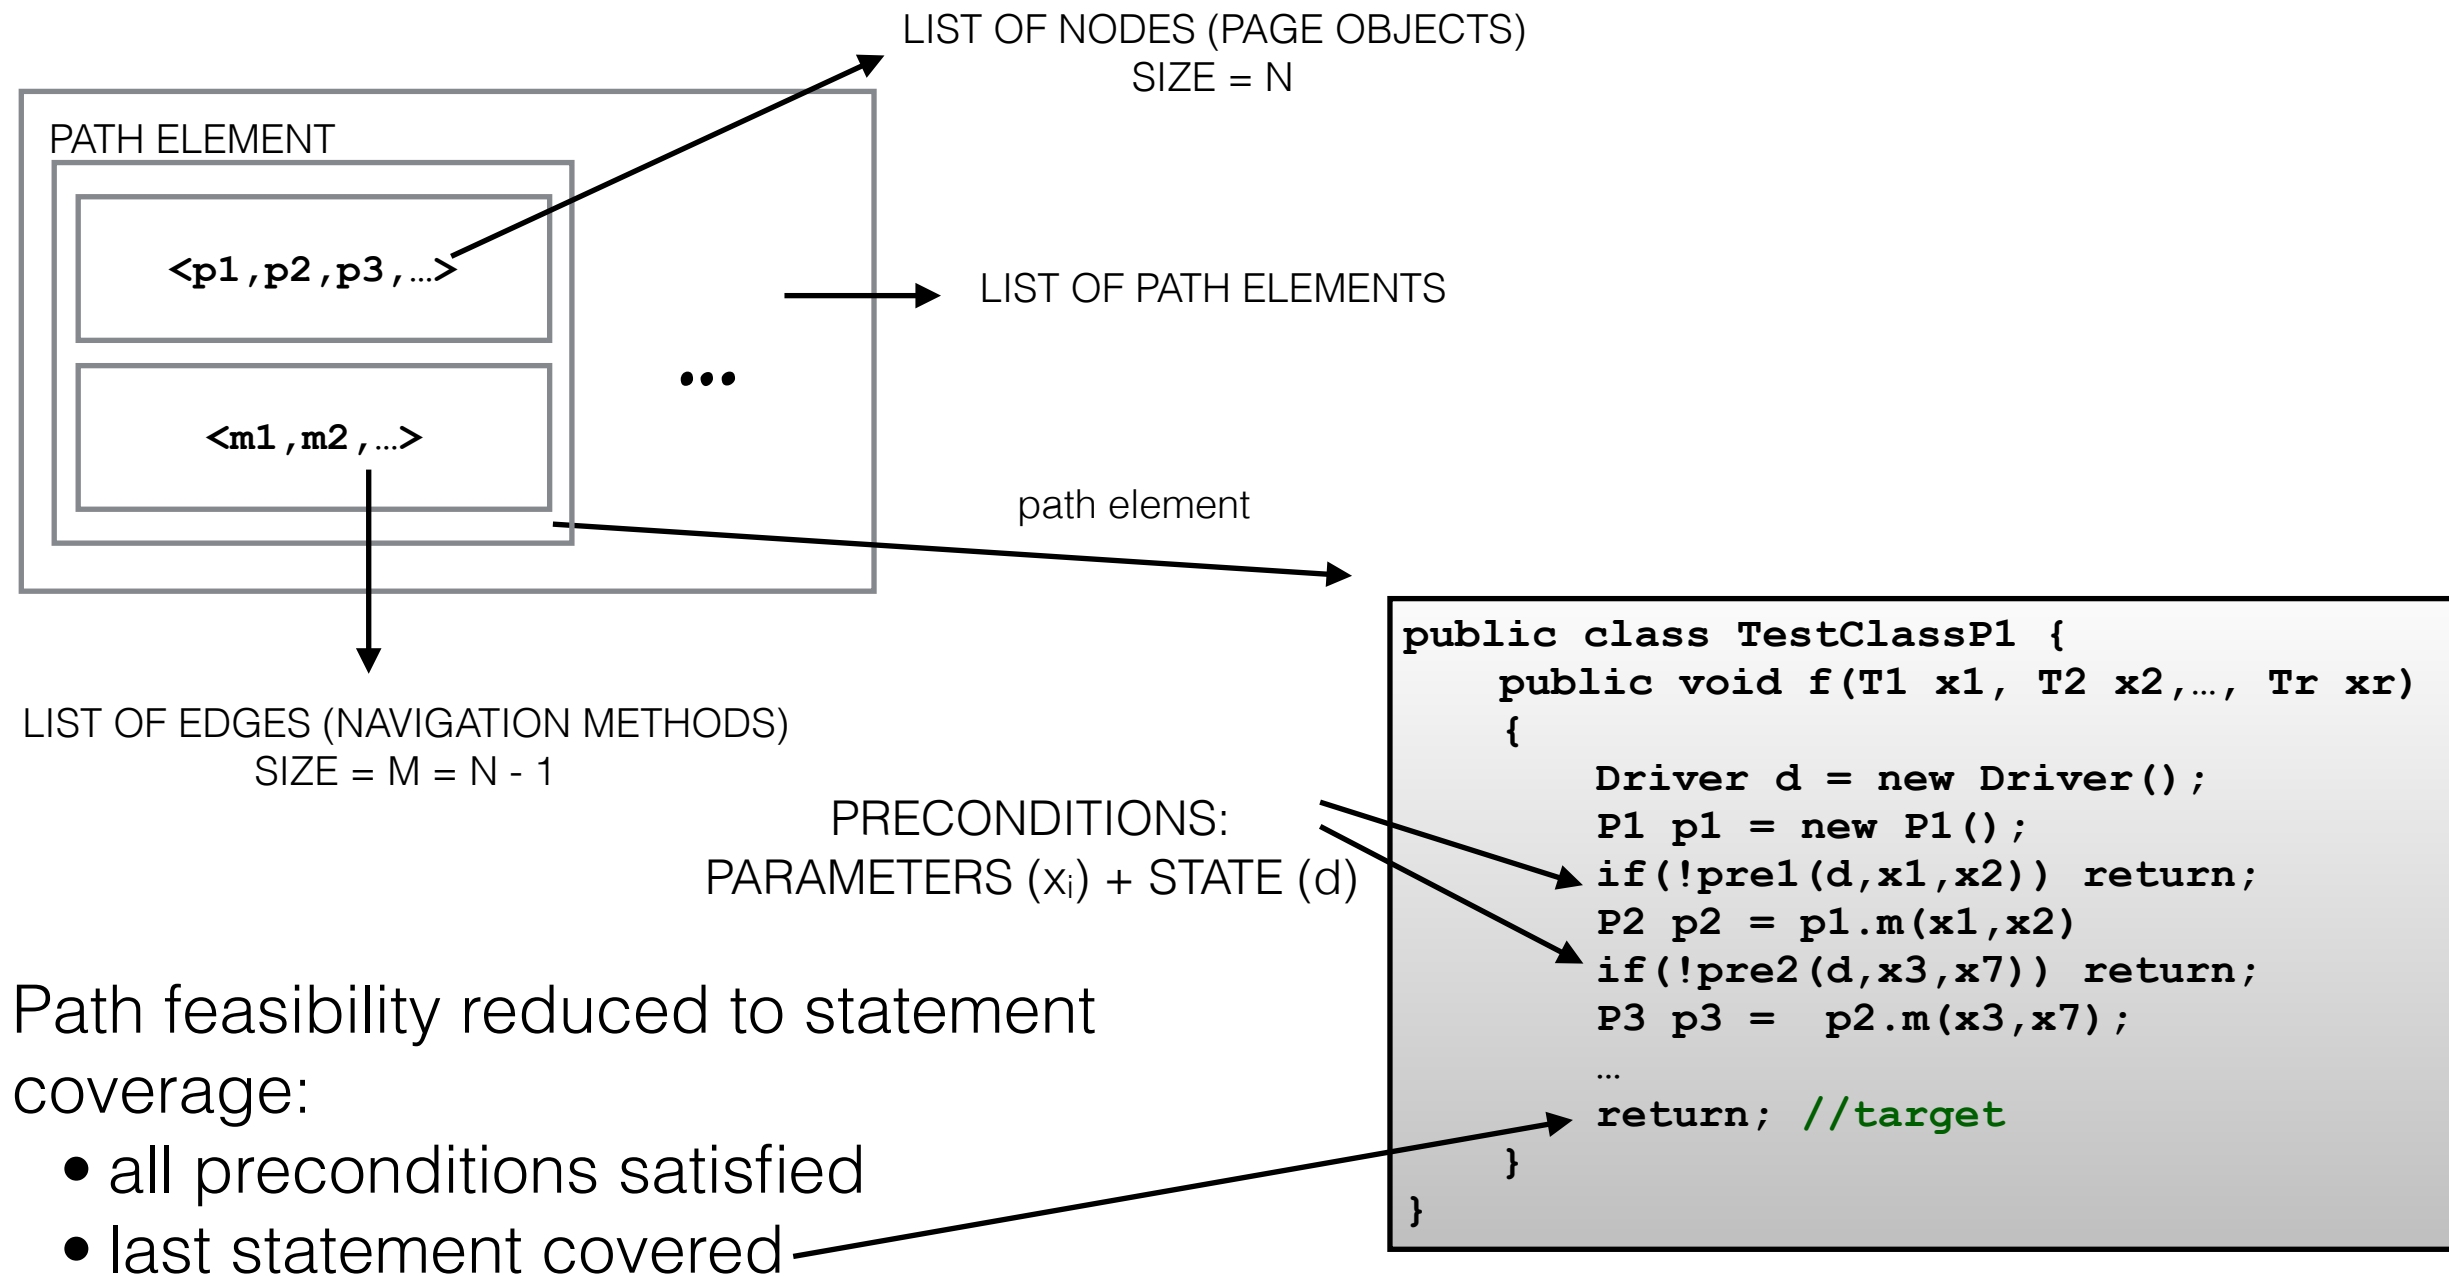 LIST OF NODES (PAGE OBJECTS)
SIZE = N
PATH ELEMENT
<p1,p2,p3,…>
LIST OF PATH ELEMENTS
...
<m1,m2,…>
path element
LIST OF EDGES (NAVIGATION METHODS)
SIZE = M = N - 1
PRECONDITIONS:
PARAMETERS (xi) + STATE (d)
public class TestClassP1 {
public void f(T1 x1, T2 x2,…, Tr xr)
{
Driver d = new Driver();
P1 p1 = new P1();
if(!pre1(d,x1,x2)) return;
P2 p2 = p1.m(x1,x2)
if(!pre2(d,x3,x7)) return;
P3 p3 =  p2.m(x3,x7);
…
return; //target
}
}
Path feasibility reduced to statement
coverage:
• all preconditions satisfied
• last statement covered